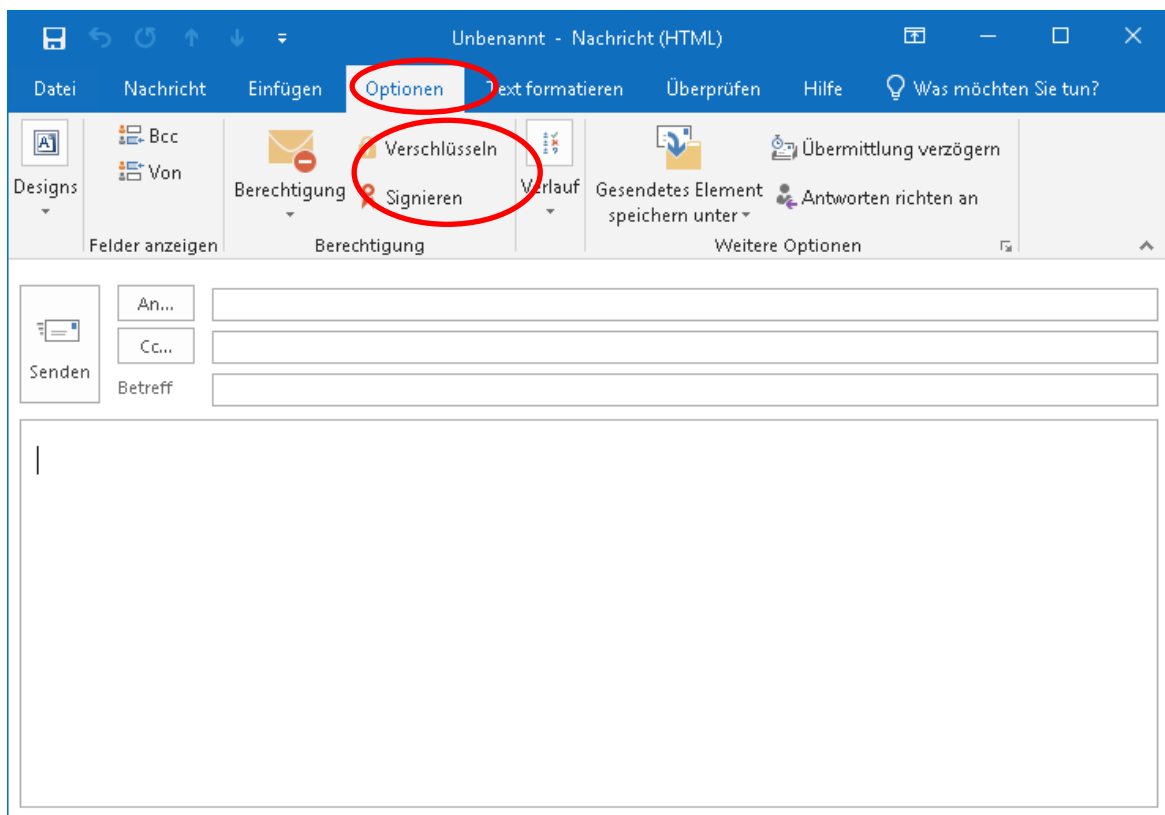 Unbenannt - Nachricht (HTML)
Datei Nachricht Einfügen Optionen Text formatieren Überprüfen Hilfe Was möchten Sie tun?
Designs
Bcc
Von
Felder anzeigen
Berechtigung
Verschlüsseln
Signieren
Berechtigung
Verlauf
Gesendetes Element
speichern unter
Übermittlung verzögern
Antworten richten an
Weitere Optionen
Senden
An...
Cc...
Betreff